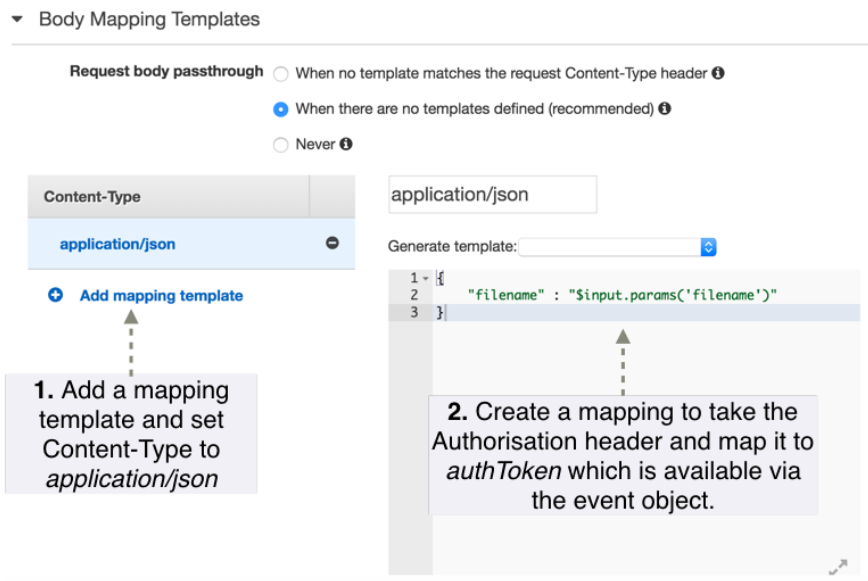 Body Mapping Templates
Request body passthrough
When no template matches the request Content-Type header
When there are no templates defined (recommended)
Never
Content-Type
application/json
Add mapping template
application/json
Generate template:
1 {
2 "filename" : "$input.params('filename')"
3 }
1. Add a mapping
template and set
Content-Type to
application/json
2. Create a mapping to take the
Authorisation header and map it to
authToken which is available via
the event object.